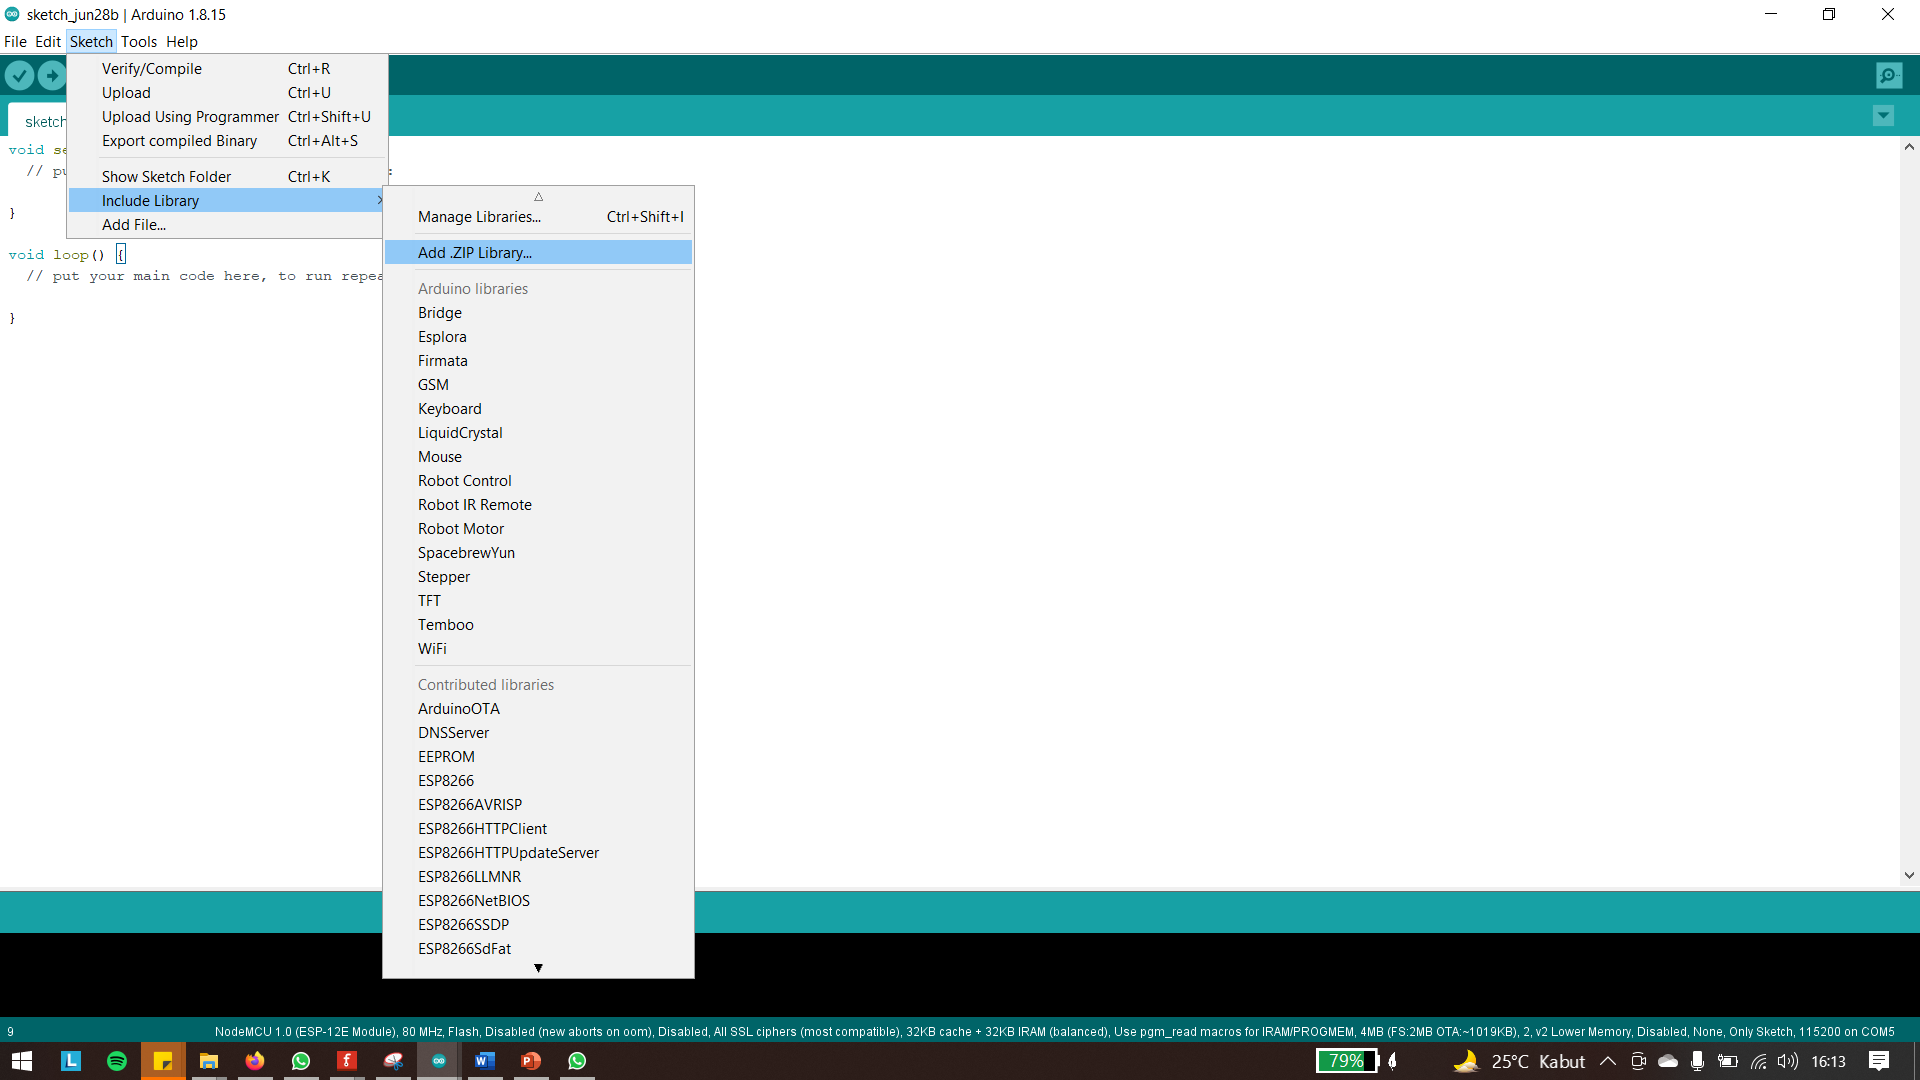 sketch_jun28b | Arduino 1.8.15
File Edit Sketch Tools Help
Verify/Compile Ctrl+R
Upload Ctrl+U
Upload Using Programmer Ctrl+Shift+U
Export compiled Binary Ctrl+Alt+S
Show Sketch Folder Ctrl+K
Include Library
Add File...
sketch
void se
// pu :
}
void loop() {
// put your main code here, to run repea
}
Manage Libraries... Ctrl+Shift+I
Add .ZIP Library...
Arduino libraries
Bridge
Esplora
Firmata
GSM
Keyboard
LiquidCrystal
Mouse
Robot Control
Robot IR Remote
Robot Motor
SpacebrewYun
Stepper
TFT
Temboo
WiFi
Contributed libraries
ArduinoOTA
DNSServer
EEPROM
ESP8266
ESP8266AVRISP
ESP8266HTTPClient
ESP8266HTTPUpdateServer
ESP8266LLMNR
ESP8266NetBIOS
ESP8266SSDP
ESP8266SdFat
9 NodeMCU 1.0 (ESP-12E Module), 80 MHz, Flash, Disabled (new aborts on oom), Disabled, All SSL ciphers (most compatible), 32KB cache + 32KB IRAM (balanced), Use pgm_read macros for IRAM/PROGMEM, 4MB (FS:2MB OTA:~1019KB), 2, v2 Lower Memory, Disabled, None, Only Sketch, 115200 on COM5
79% 25°C Kabut 16:13